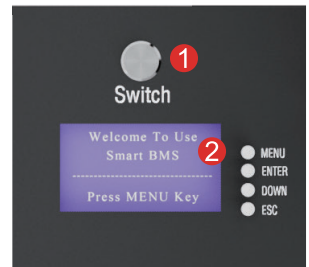 1
Switch
Welcome To Use
Smart BMS
2
Press MENU Key
MENU
ENTER
DOWN
ESC